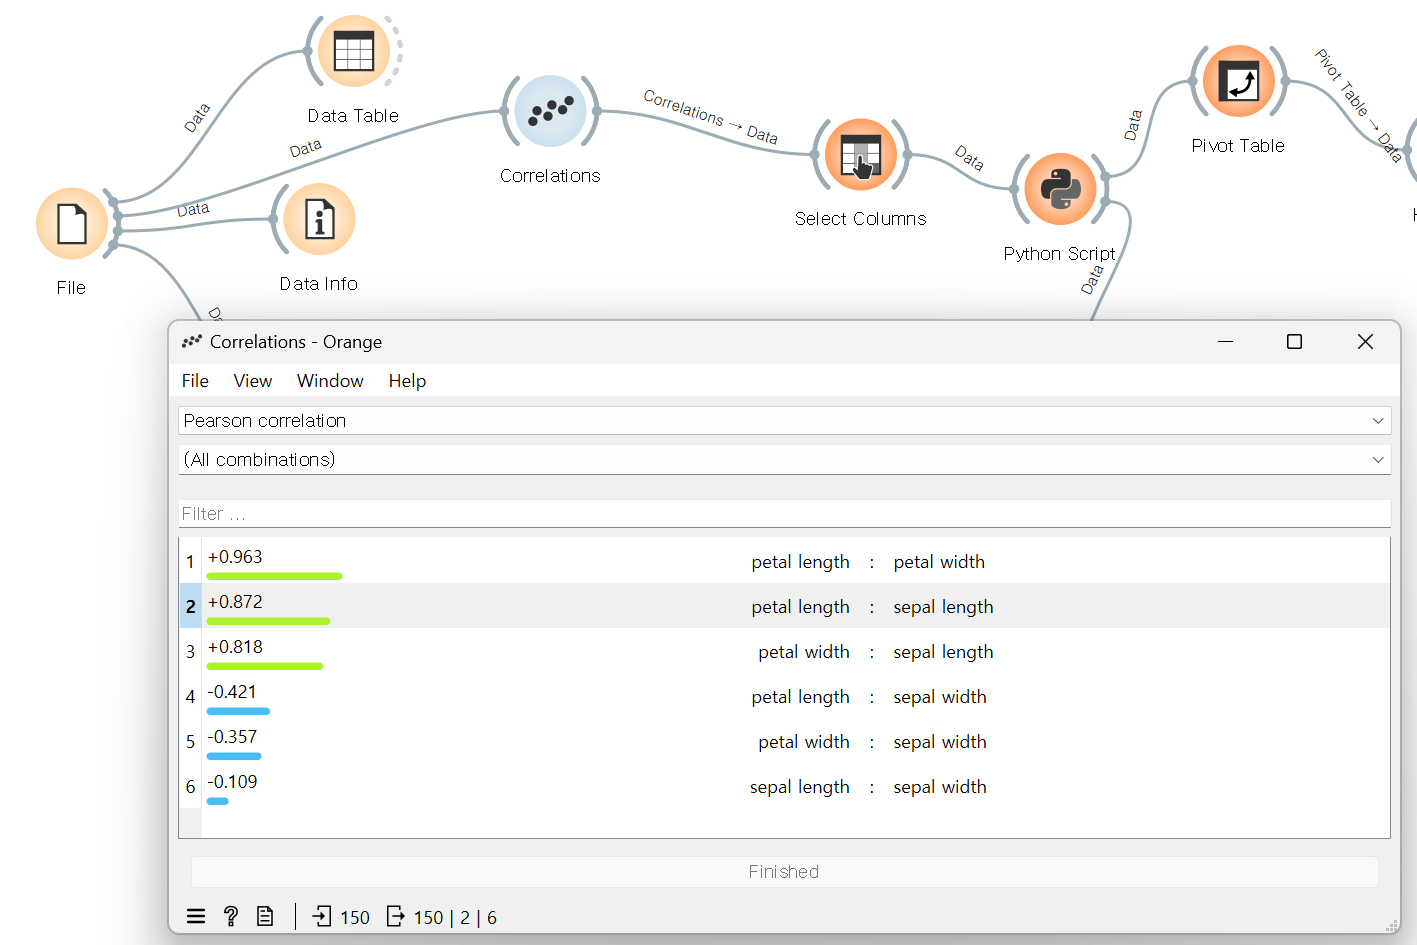 Data Table
Data
Data
Correlations
Correlations → Data
Select Columns
Data
Python Script
Data
Pivot Table
Pivot Table → Data
Data
File
Data
Data Info
Correlations - Orange
File View Window Help
Pearson correlation
(All combinations)
Filter ...
1 +0.963 petal length : petal width
2 +0.872 petal length : sepal length
3 +0.818 petal width : sepal length
4 -0.421 petal length : sepal width
5 -0.357 petal width : sepal width
6 -0.109 sepal length : sepal width
Finished
150 150 | 2 | 6